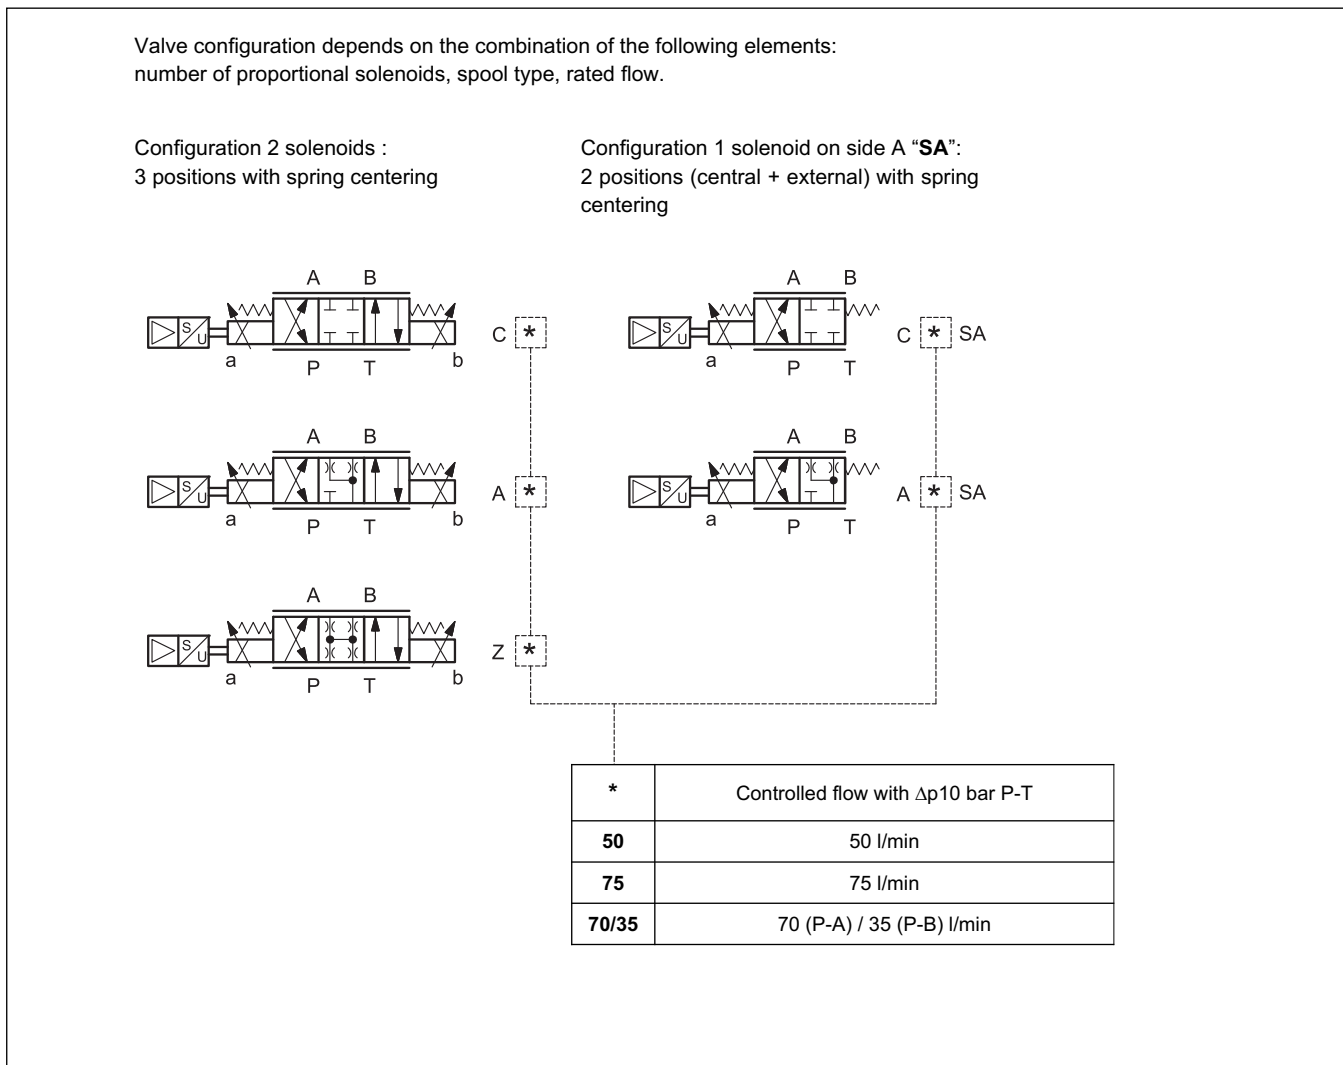 Valve configuration depends on the combination of the following elements:
number of proportional solenoids, spool type, rated flow.
Configuration 2 solenoids :
3 positions with spring centering
Configuration 1 solenoid on side A “SA”:
2 positions (central + external) with spring
centering
A B
S/U
a P T b
C *
A B
S/U
a P T
C * SA
A B
S/U
a P T b
A *
A B
S/U
a P T
A * SA
A B
S/U
a P T b
Z *
* Controlled flow with ∆p10 bar P-T
50 50 l/min
75 75 l/min
70/35 70 (P-A) / 35 (P-B) l/min